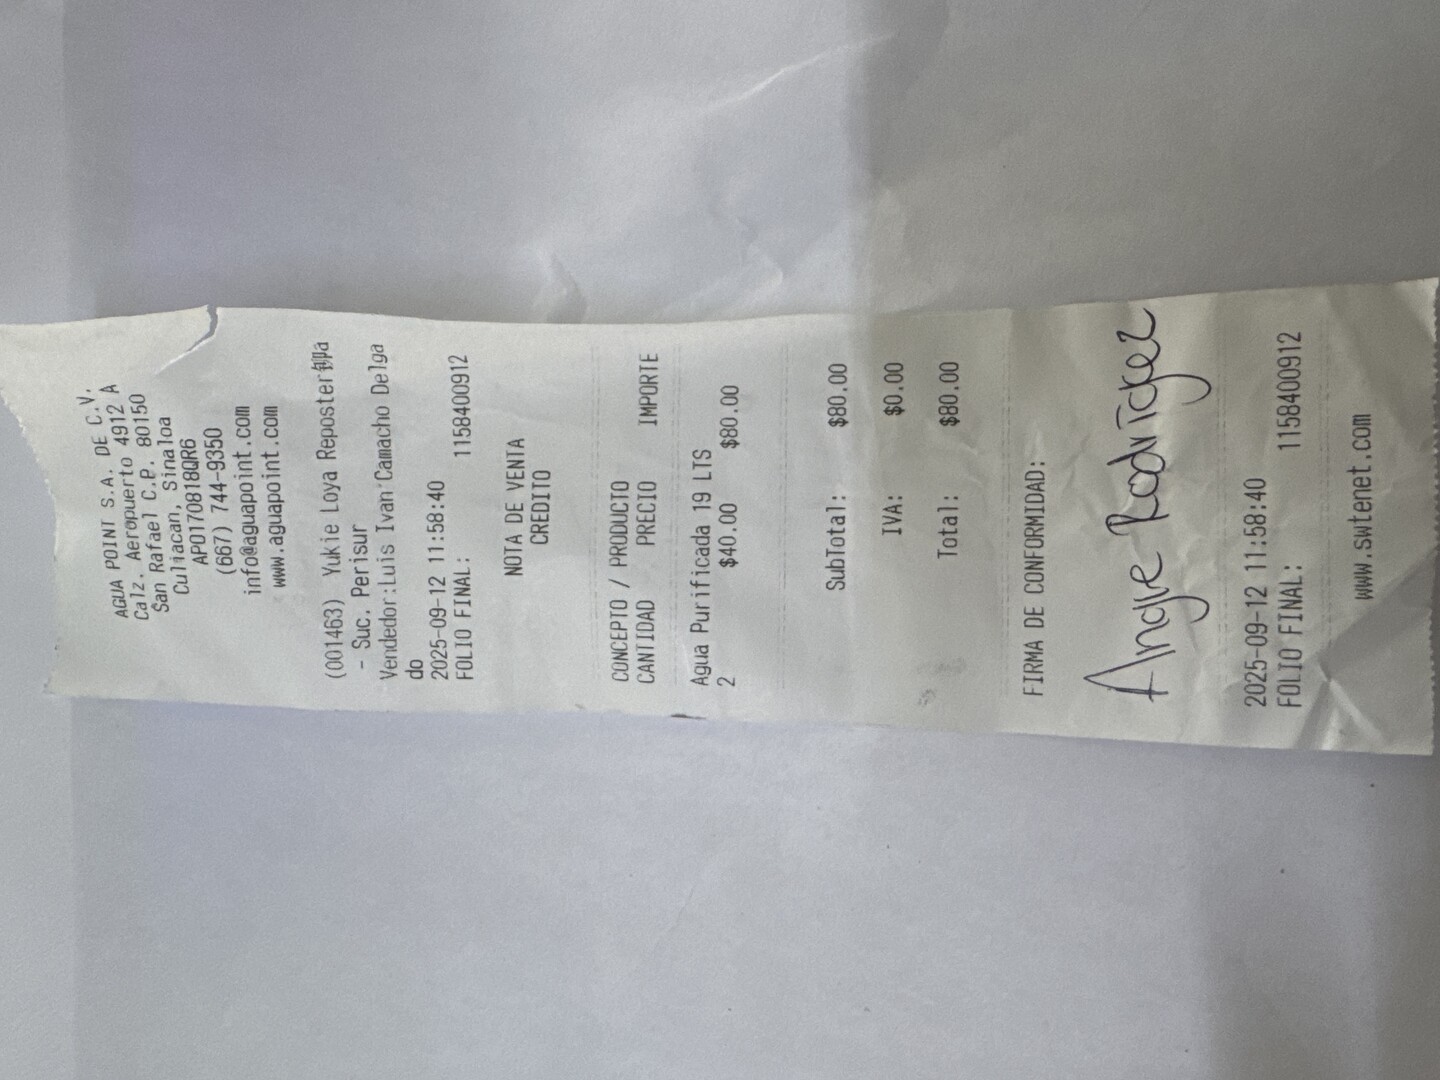 AGUA POINT S.A. DE C.V.
Calz. Aeropuerto 4912 A
San Rafael C.P. 80150
Culiacan, Sinaloa
APO170818QR6
(667) 744-9350
info@aguapoint.com
www.aguapoint.com
(001463) Yukie Loya Reposter
- Suc. Perisur
Vendedor:Luis Ivan Camacho Delga
do
2025-09-12 11:58:40
FOLIO FINAL: 1158400912
NOTA DE VENTA
CREDITO
CONCEPTO / PRODUCTO
CANTIDAD PRECIO IMPORTE
Agua Purificada 19 LTS
2 $40.00 $80.00
SubTotal: $80.00
IVA: $0.00
Total: $80.00
FIRMA DE CONFORMIDAD:
Angie Rodriguez
2025-09-12 11:58:40
FOLIO FINAL: 1158400912
www.swtenet.com